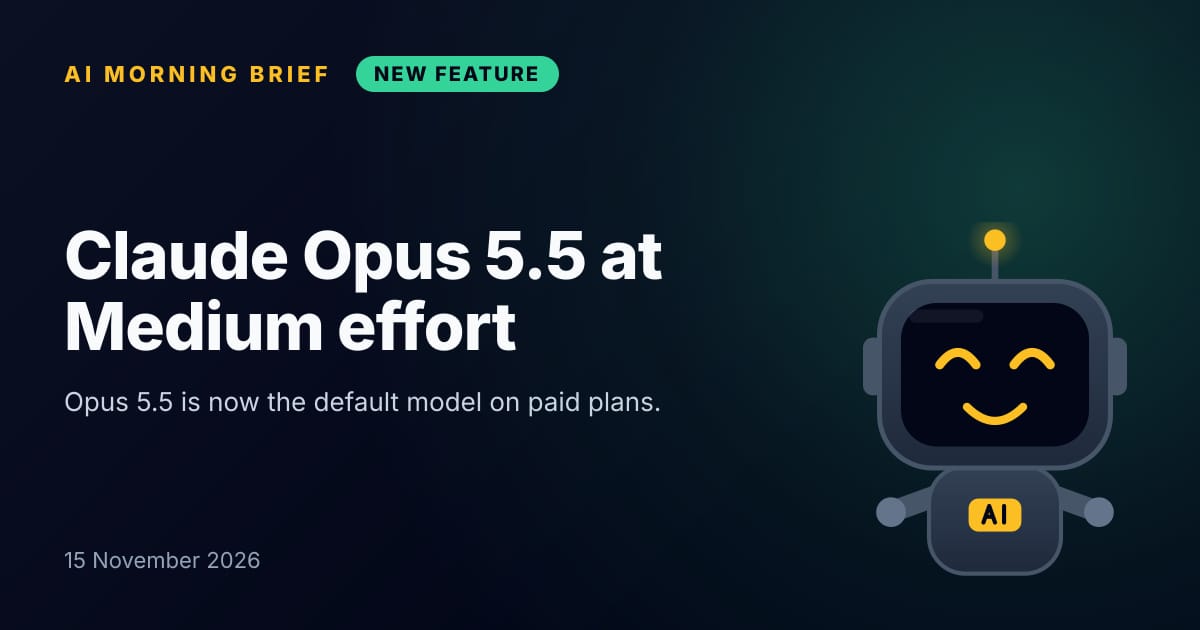 AI MORNING BRIEF
NEW FEATURE
Claude Opus 5.5 at
Medium effort
Opus 5.5 is now the default model on paid plans.
AI
15 November 2026